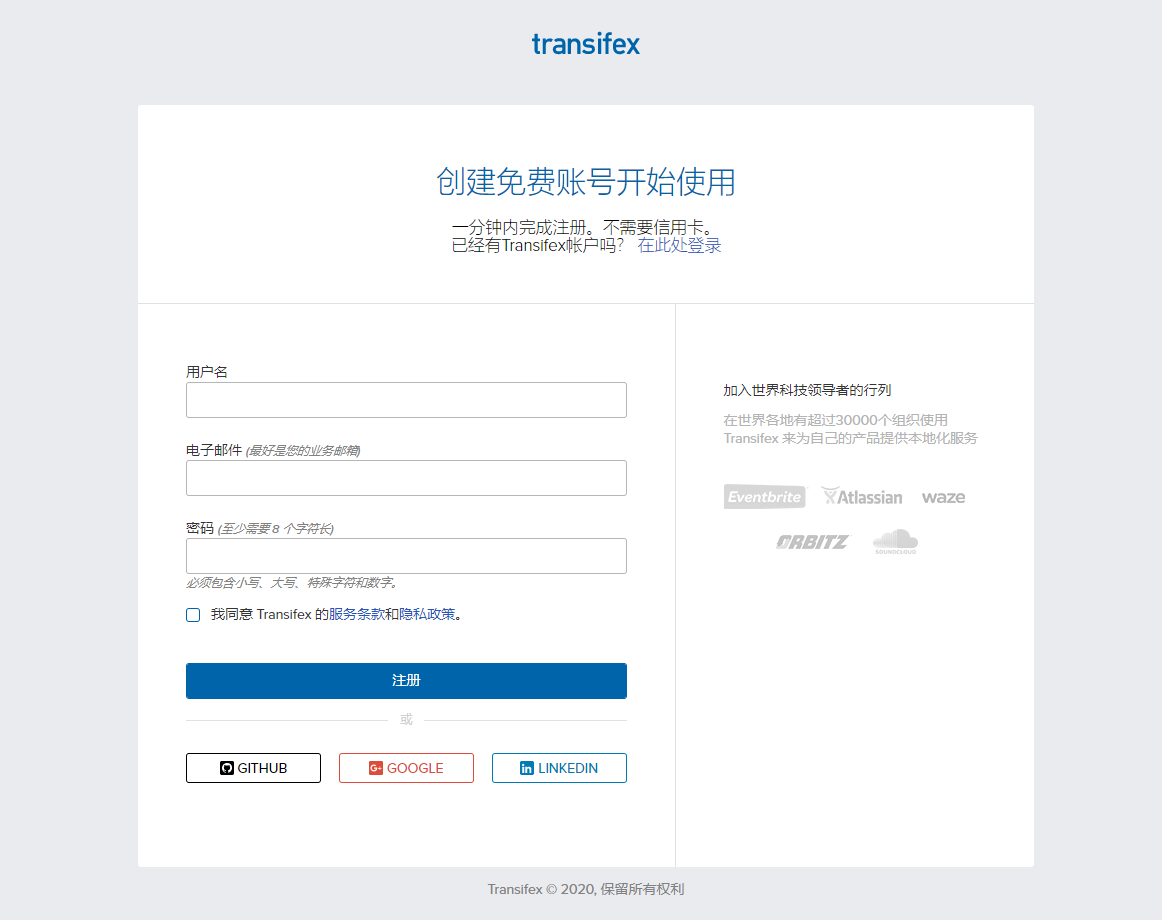 transifex
创建免费账号开始使用
一分钟内完成注册。不需要信用卡。
已经有Transifex帐户吗？ 在此处登录
用户名
电子邮件 (最好是您的业务邮箱)
密码 (至少需要 8 个字符长)
必须包含小写、大写、特殊字符和数字。
我同意 Transifex 的服务条款和隐私政策。
注册
或
GITHUB
G+ GOOGLE
in LINKEDIN
加入世界科技领导者的行列
在世界各地有超过30000个组织使用
Transifex 来为自己的产品提供本地化服务
Eventbrite Atlassian waze
ORBITZ SOUNDCLOUD
Transifex © 2020, 保留所有权利